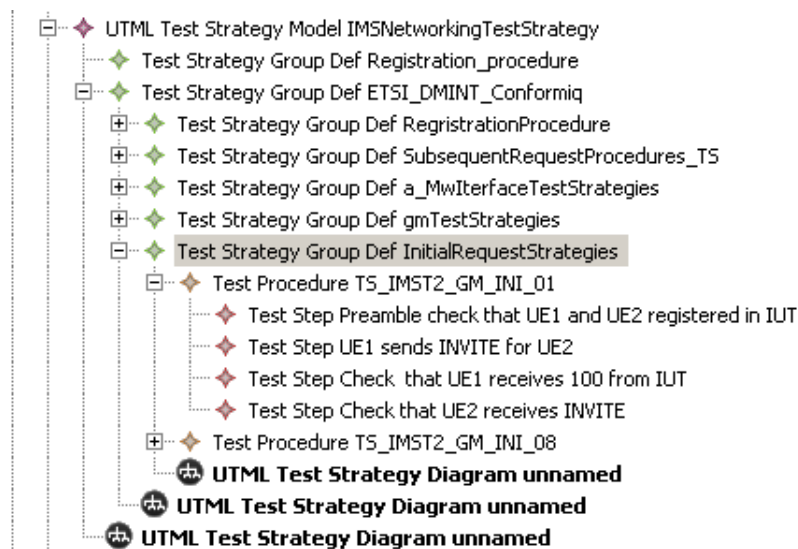 UTML Test Strategy Model IMSNetworkingTestStrategy
Test Strategy Group Def Registration_procedure
Test Strategy Group Def ETSI_DMINT_Conformiq
Test Strategy Group Def RegristrationProcedure
Test Strategy Group Def SubsequentRequestProcedures_TS
Test Strategy Group Def a_MwIterfaceTestStrategies
Test Strategy Group Def gmTestStrategies
Test Strategy Group Def InitialRequestStrategies
Test Procedure TS_IMST2_GM_INI_01
Test Step Preamble check that UE1 and UE2 registered in IUT
Test Step UE1 sends INVITE for UE2
Test Step Check  that UE1 receives 100 from IUT
Test Step Check that UE2 receives INVITE
Test Procedure TS_IMST2_GM_INI_08
UTML Test Strategy Diagram unnamed
UTML Test Strategy Diagram unnamed
UTML Test Strategy Diagram unnamed